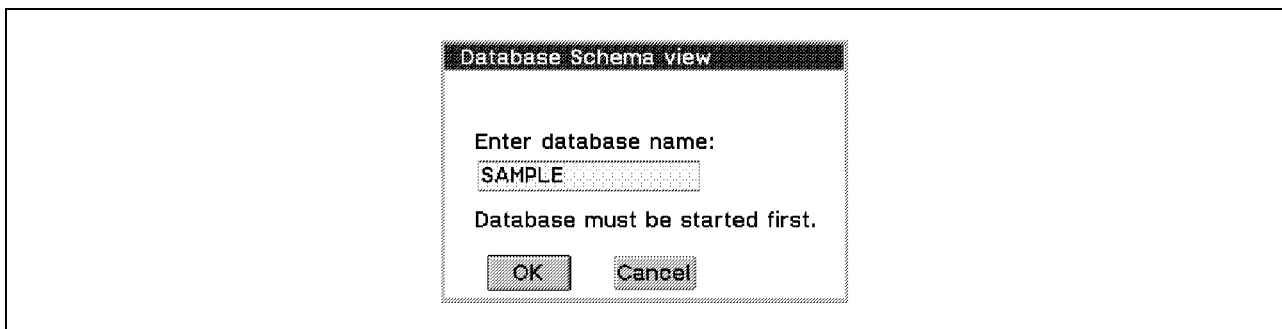 Database Schema view
Enter database name:
SAMPLE
Database must be started first.
OK Cancel